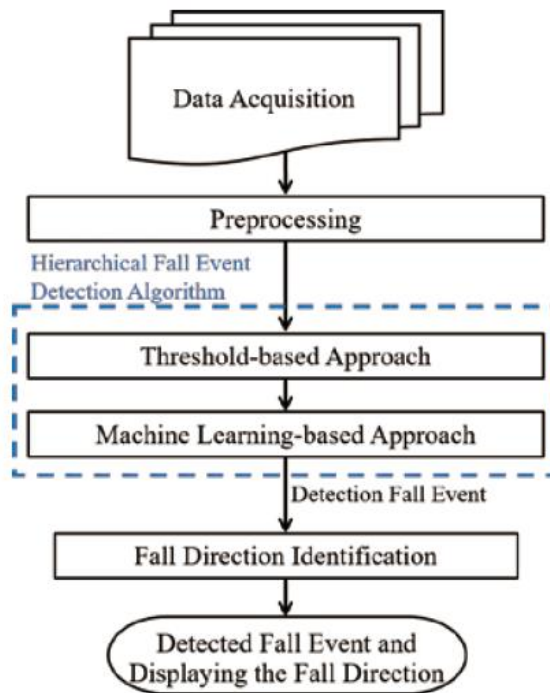 Data Acquisition
Preprocessing
Hierarchical Fall Event
Detection Algorithm
Threshold-based Approach
Machine Learning-based Approach
Detection Fall Event
Fall Direction Identification
Detected Fall Event and
Displaying the Fall Direction